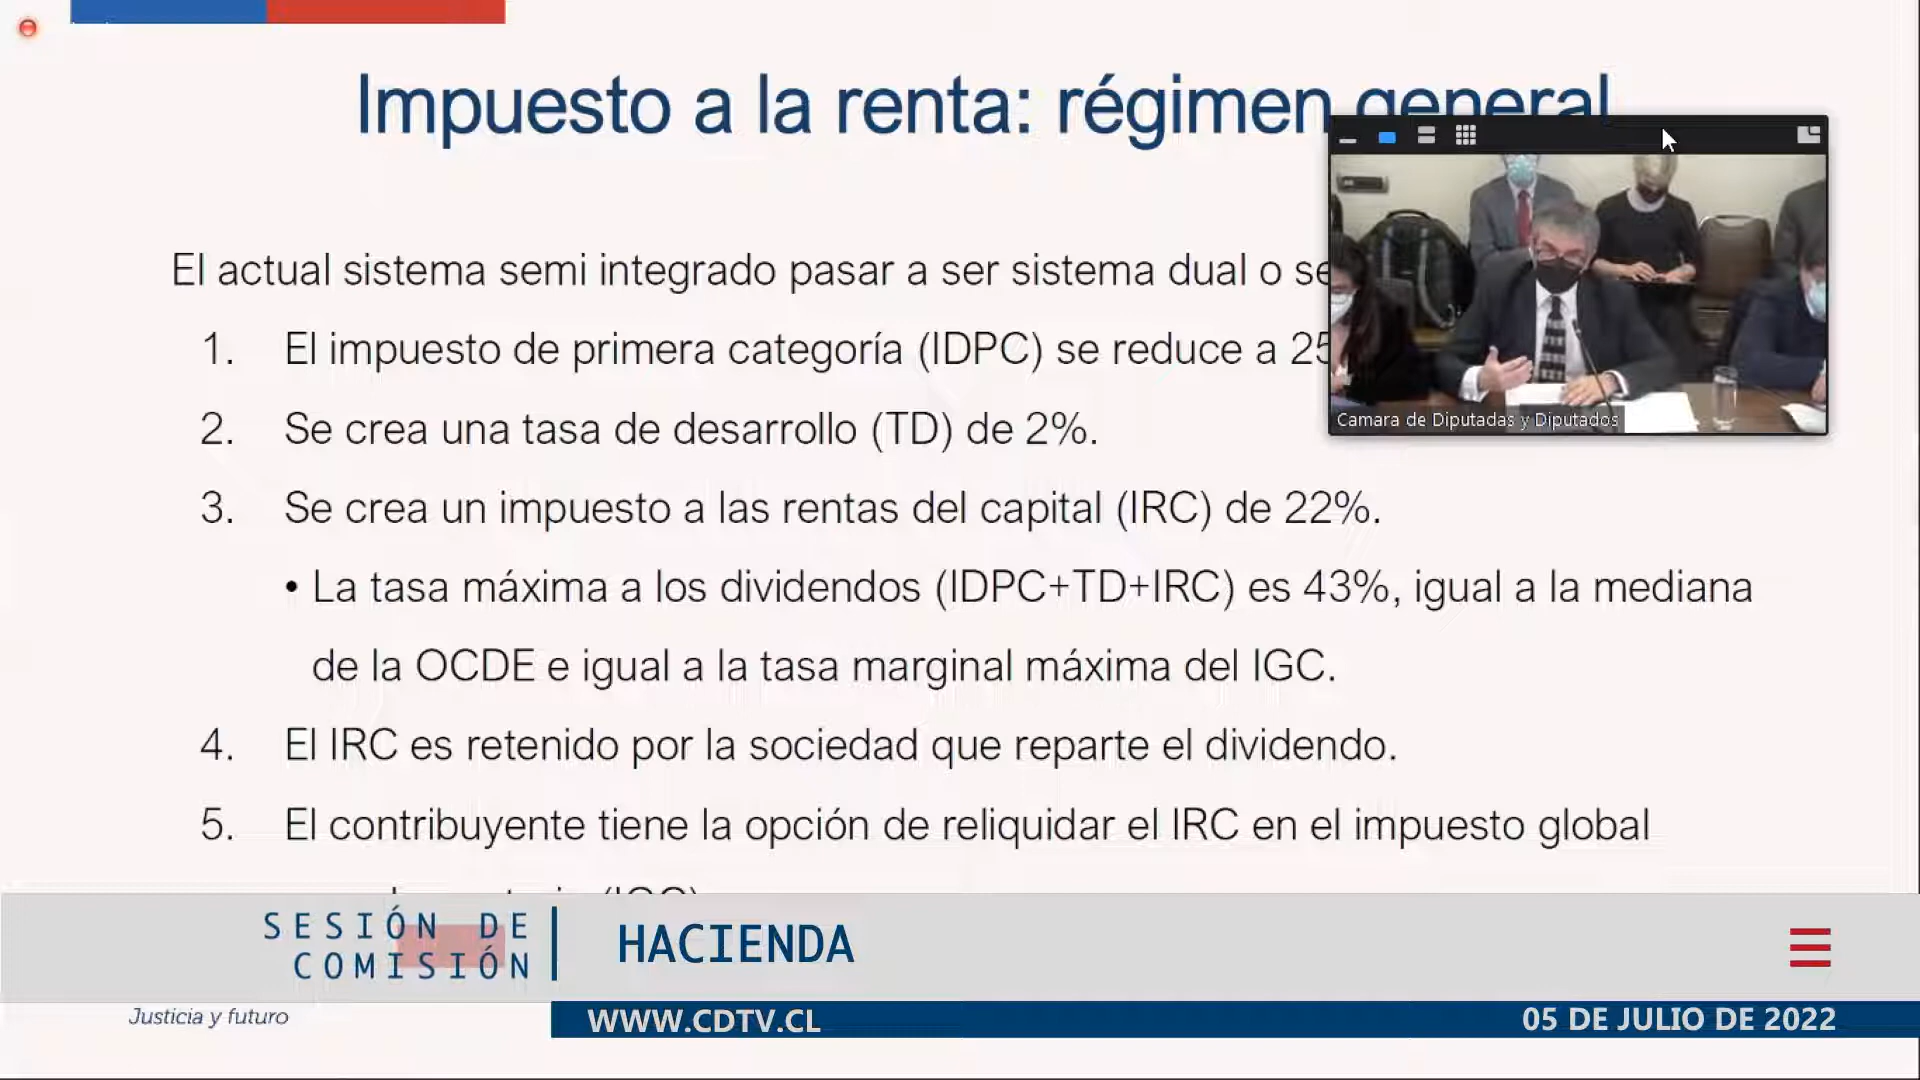 Impuesto a la renta: régimen general
El actual sistema semi integrado pasar a ser sistema dual o
1. El impuesto de primera categoría (IDPC) se reduce a 25
2. Se crea una tasa de desarrollo (TD) de 2%.
Camara de Diputadas y Diputados
3. Se crea un impuesto a las rentas del capital (IRC) de 22%.
• La tasa máxima a los dividendos (IDPC+TD+IRC) es 43%, igual a la mediana
de la OCDE e igual a la tasa marginal máxima del IGC.
4. El IRC es retenido por la sociedad que reparte el dividendo.
5. El contribuyente tiene la opción de reliquidar el IRC en el impuesto global
SESIÓN DE
COMISIÓN
HACIENDA
Justicia y futuro
WWW.CDTV.CL
05 DE JULIO DE 2022